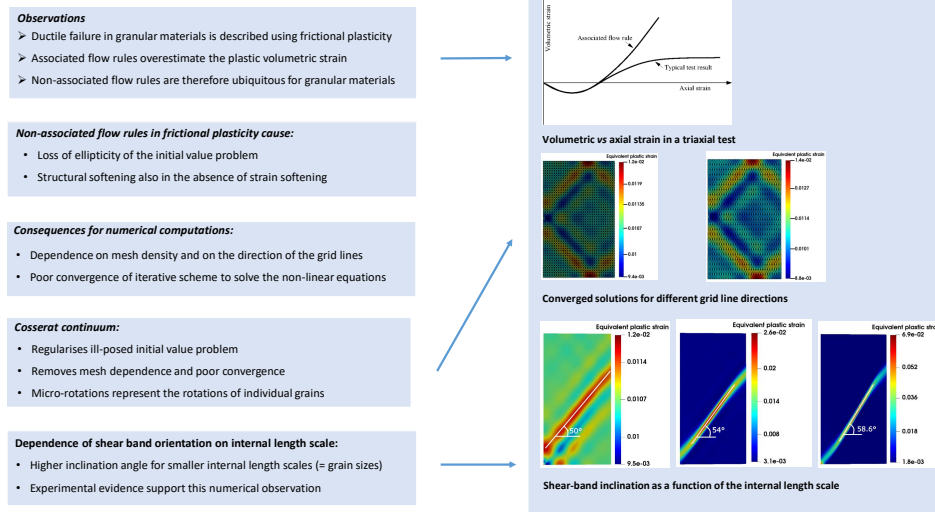 Observations
➢ Ductile failure in granular materials is described using frictional plasticity
➢ Associated flow rules overestimate the plastic volumetric strain
➢ Non-associated flow rules are therefore ubiquitous for granular materials
Non-associated flow rules in frictional plasticity cause:
• Loss of ellipticity of the initial value problem
• Structural softening also in the absence of strain softening
Consequences for numerical computations:
• Dependence on mesh density and on the direction of the grid lines
• Poor convergence of iterative scheme to solve the non-linear equations
Cosserat continuum:
• Regularises ill-posed initial value problem
• Removes mesh dependence and poor convergence
• Micro-rotations represent the rotations of individual grains
Dependence of shear band orientation on internal length scale:
• Higher inclination angle for smaller internal length scales (= grain sizes)
• Experimental evidence support this numerical observation
Volumetric strain
Associated flow rule
Typical test result
Axial strain
Volumetric vs axial strain in a triaxial test
Equivalent plastic strain
1.2e-02
0.0119
0.01135
0.0107
0.01
9.4e-03
Equivalent plastic strain
1.4e-02
0.0127
0.0114
0.0101
8.8e-03
Converged solutions for different grid line directions
Equivalent plastic strain
1.2e-02
0.0114
0.0107
0.01
9.5e-03
50°
Equivalent plastic strain
2.6e-02
0.02
0.014
0.008
3.1e-03
54°
Equivalent plastic strain
6.9e-02
0.052
0.036
0.018
1.8e-03
58.6°
Shear-band inclination as a function of the internal length scale